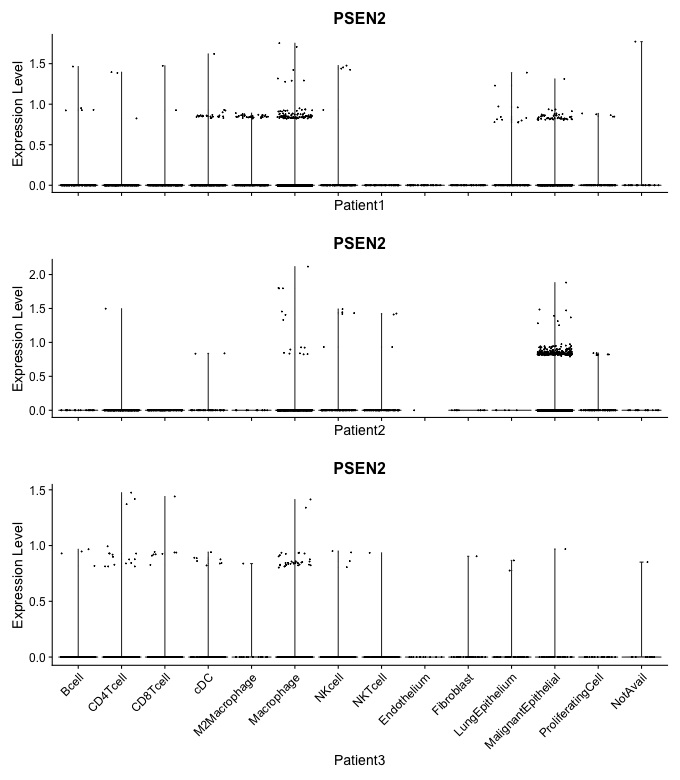 PSEN2
Expression Level
1.5
1.0
0.5
0.0
Patient1
PSEN2
Expression Level
2.0
1.5
1.0
0.5
0.0
Patient2
PSEN2
Expression Level
1.5
1.0
0.5
0.0
Bcell
CD4Tcell
CD8Tcell
cDC
M2Macrophage
Macrophage
NKcell
NKTcell
Endothelium
Fibroblast
LungEpithelium
MalignantEpithelial
ProliferatingCell
NotAvail
Patient3